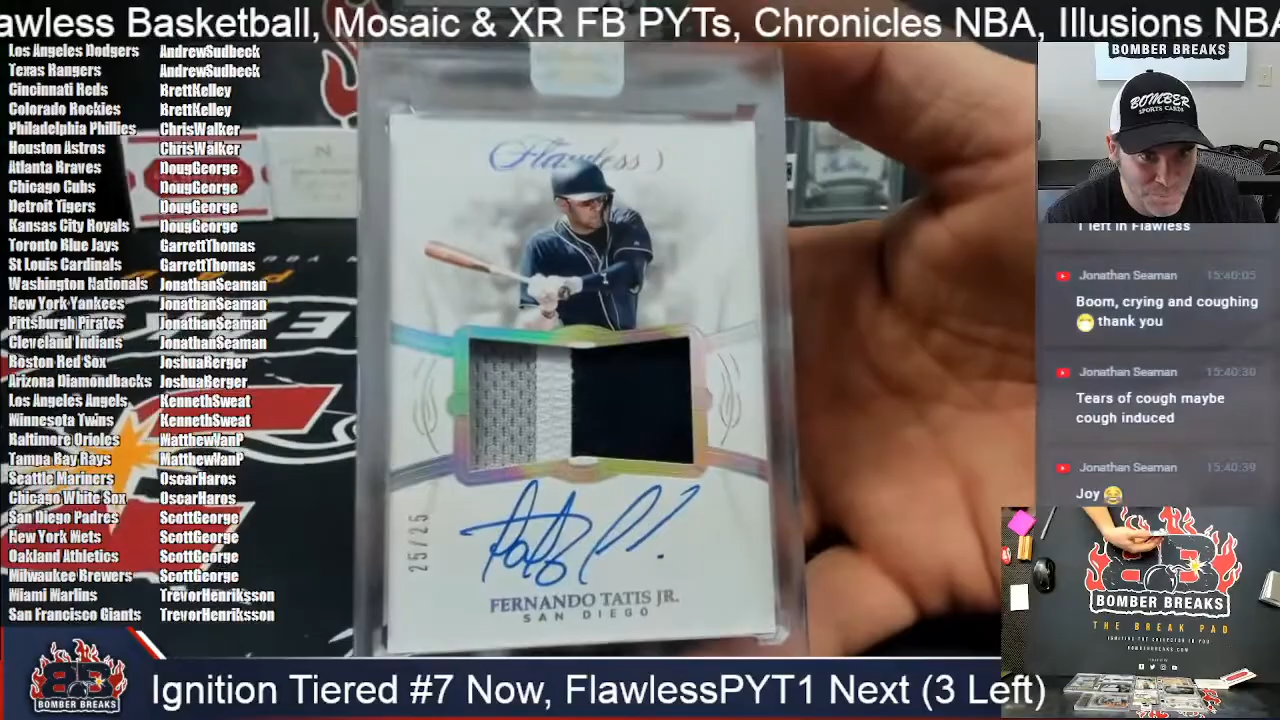 awless Basketball, Mosaic & XR FB PYTs, Chronicles NBA, Illusions NBA
Los Angeles Dodgers AndrewSudbeck
Texas Rangers AndrewSudbeck
Cincinnati Reds BrettKelley
Colorado Rockies BrettKelley
Philadelphia Phillies ChrisWalker
Houston Astros ChrisWalker
Atlanta Braves DougGeorge
Chicago Cubs DougGeorge
Detroit Tigers DougGeorge
Kansas City Royals DougGeorge
Toronto Blue Jays GarrettThomas
St Louis Cardinals GarrettThomas
Washington Nationals JonathanSeaman
New York Yankees JonathanSeaman
Pittsburgh Pirates JonathanSeaman
Cleveland Indians JonathanSeaman
Boston Red Sox JoshuaBerger
Arizona Diamondbacks JoshuaBerger
Los Angeles Angels KennethSweat
Minnesota Twins KennethSweat
Baltimore Orioles MatthewVanP
Tampa Bay Rays MatthewVanP
Seattle Mariners OscarHaros
Chicago White Sox OscarHaros
San Diego Padres ScottGeorge
New York Mets ScottGeorge
Oakland Athletics ScottGeorge
Milwaukee Brewers ScottGeorge
Miami Marlins TrevorHenriksson
San Francisco Giants TrevorHenriksson
Flawless
25/25
FERNANDO TATIS JR.
SAN DIEGO
BOMBER BREAKS
BOMBER
SPORTS CARDS
1 left in Flawless
Jonathan Seaman 15:40:05
Boom, crying and coughing
😷 thank you
Jonathan Seaman 15:40:30
Tears of cough maybe
cough induced
Jonathan Seaman 15:40:39
Joy 😂
BOMBER BREAKS
THE BREAK PAD
IGNITING THE COLLECTOR IN YOU
BOMBERBREAKS.COM
BOMBER BREAKS
Ignition Tiered #7 Now, FlawlessPYT1 Next (3 Left)